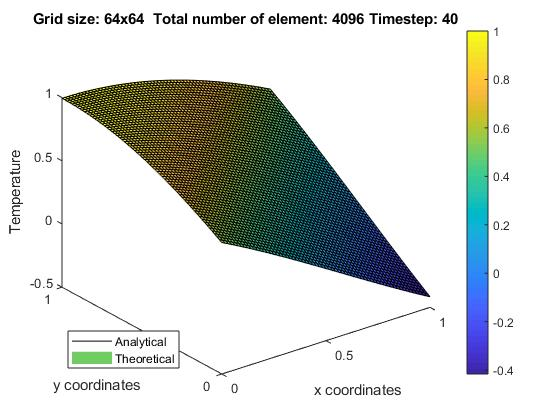 Grid size: 64x64  Total number of element: 4096 Timestep: 40
1
0.8
0.6
0.4
0.2
0
-0.2
-0.4
Temperature
1
0.5
0
-0.5
1
0
y coordinates
0
0.5
1
x coordinates
Analytical
Theoretical